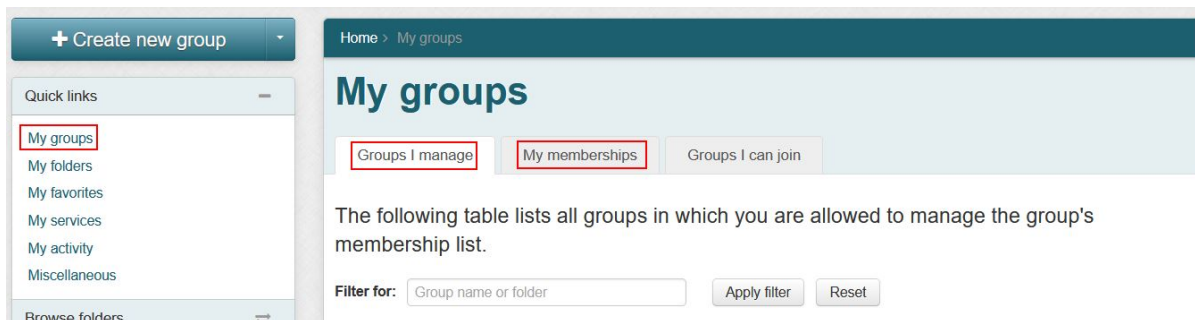 + Create new group
Quick links
My groups
My folders
My favorites
My services
My activity
Miscellaneous
Browse folders
Home > My groups
My groups
Groups I manage
My memberships
Groups I can join
The following table lists all groups in which you are allowed to manage the group's
membership list.
Filter for: Group name or folder Apply filter Reset